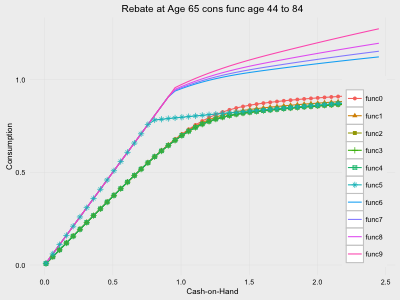 Rebate at Age 65 cons func age 44 to 84
Consumption
1.0
0.5
0.0
0.0
0.5
1.0
1.5
2.0
2.5
Cash-on-Hand
func0
func1
func2
func3
func4
func5
func6
func7
func8
func9